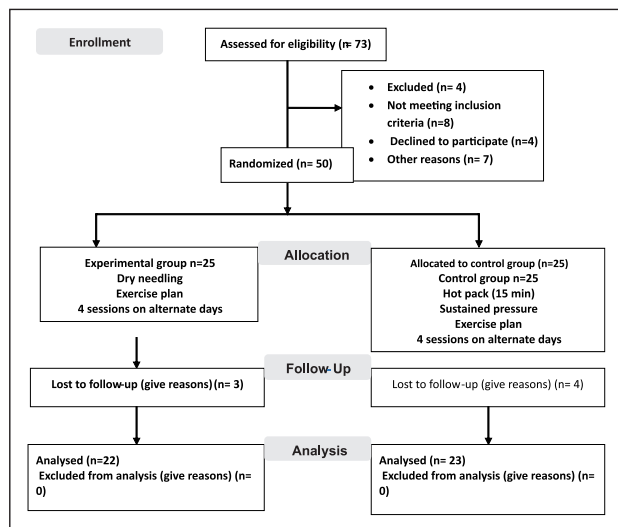 Enrollment
Assessed for eligibility (n= 73)
• Excluded (n= 4)
• Not meeting inclusion
criteria (n=8)
• Declined to participate (n=4)
• Other reasons (n= 7)
Randomized (n= 50)
Allocation
Experimental group n=25
Dry needling
Exercise plan
4 sessions on alternate days
Allocated to control group (n=25)
Control group n=25
Hot pack (15 min)
Sustained pressure
Exercise plan
4 sessions on alternate days
Follow-Up
Lost to follow-up (give reasons) (n= 3)
Lost to follow-up (give reasons) (n= 4)
Analysis
Analysed (n=22)
Excluded from analysis (give reasons) (n=
0)
Analysed (n= 23)
Excluded from analysis (give reasons) (n=
0)